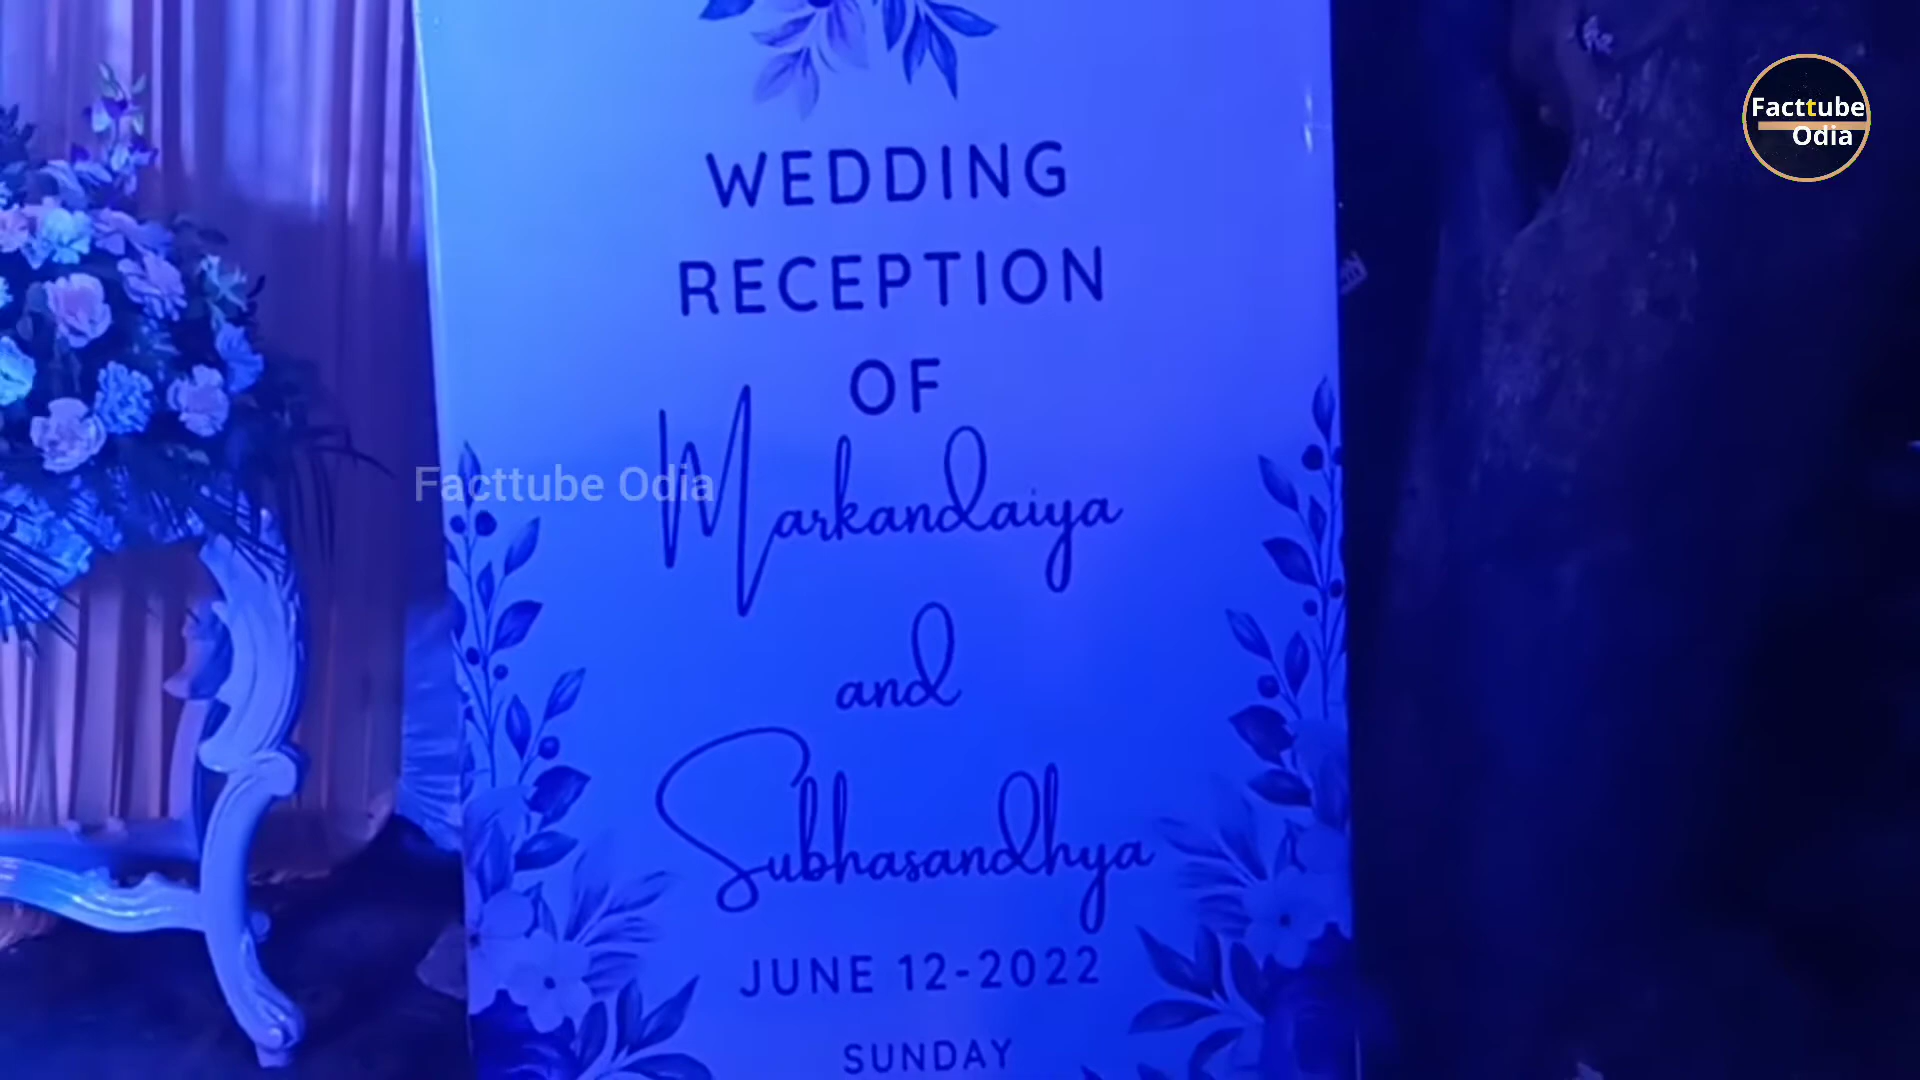 WEDDING
RECEPTION
OF
Markandaiya
and
Subhasandhya
JUNE 12-2022
SUNDAY
Facttube Odia
Facttube
Odia